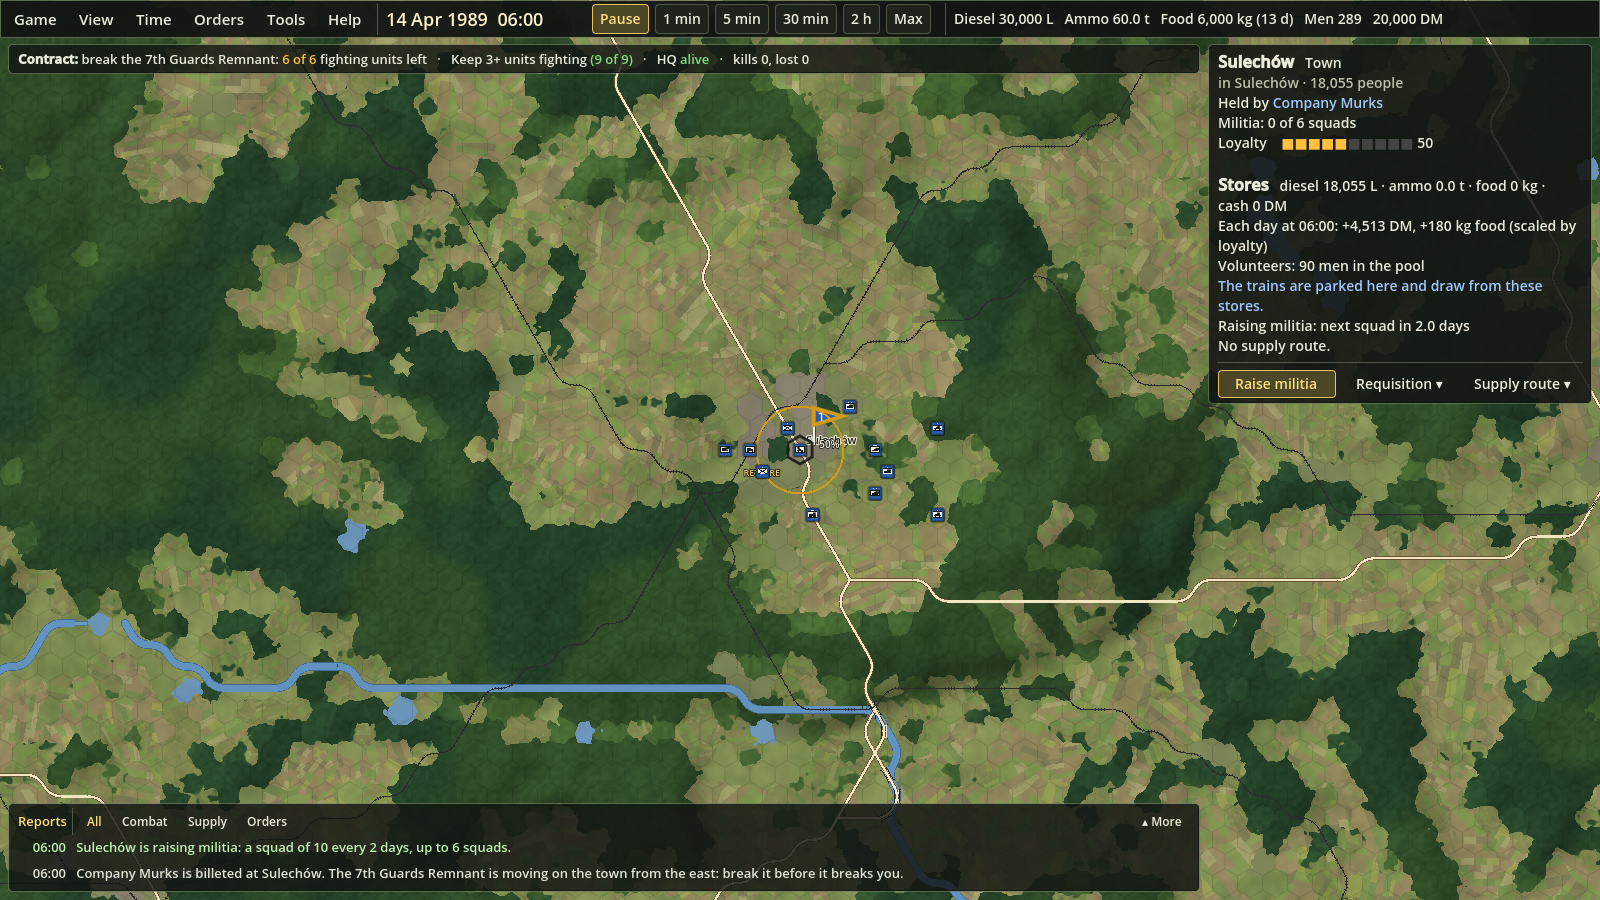 Game View Time Orders Tools Help 14 Apr 1989 06:00 Pause 1 min 5 min 30 min 2 h Max Diesel 30,000 L Ammo 60.0 t Food 6,000 kg (13 d) Men 289 20,000 DM
Contract: break the 7th Guards Remnant: 6 of 6 fighting units left · Keep 3+ units fighting (9 of 9) · HQ alive · kills 0, lost 0
Sulechów Town
in Sulechów · 18,055 people
Held by Company Murks
Militia: 0 of 6 squads
Loyalty 50
Stores diesel 18,055 L · ammo 0.0 t · food 0 kg ·
cash 0 DM
Each day at 06:00: +4,513 DM, +180 kg food (scaled by
loyalty)
Volunteers: 90 men in the pool
The trains are parked here and draw from these
stores.
Raising militia: next squad in 2.0 days
No supply route.
Raise militia Requisition ▾ Supply route ▾
1
50%
Reports All Combat Supply Orders ▴ More
06:00 Sulechów is raising militia: a squad of 10 every 2 days, up to 6 squads.
06:00 Company Murks is billeted at Sulechów. The 7th Guards Remnant is moving on the town from the east: break it before it breaks you.